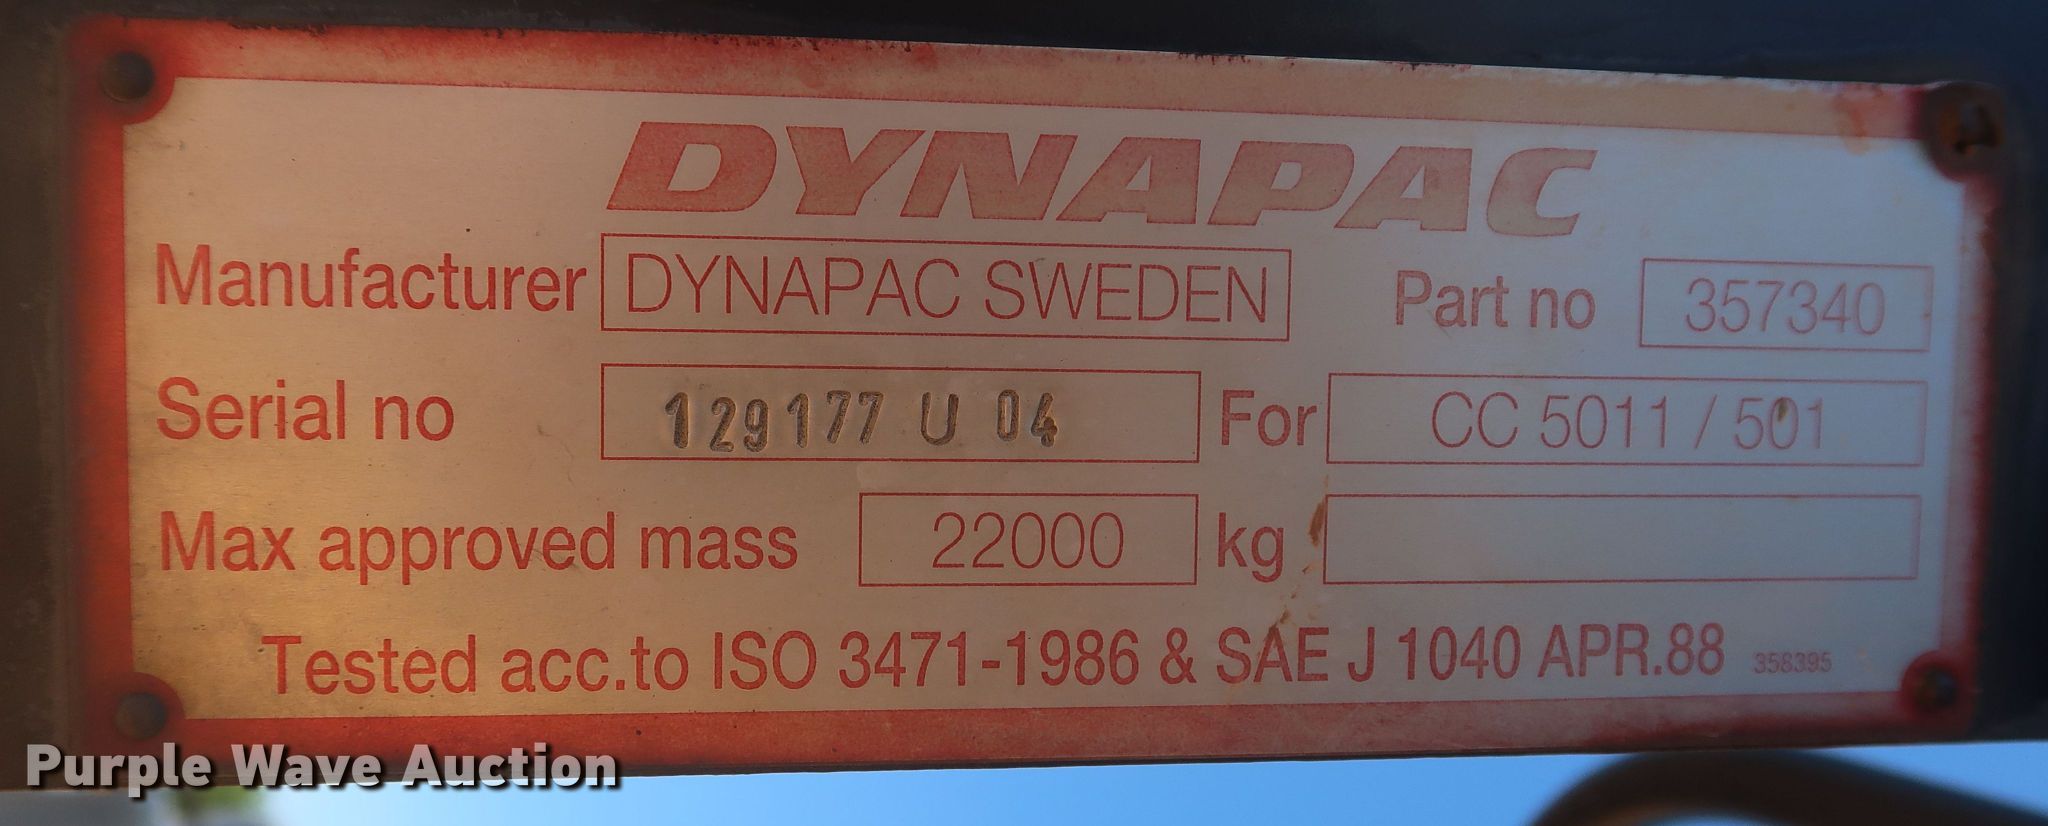 DYNAPAC
Manufacturer DYNAPAC SWEDEN Part no 357340
Serial no 129177 U 04 For CC 5011 / 501
Max approved mass 22000 kg
Tested acc.to ISO 3471-1986 & SAE J 1040 APR.88 358395
Purple Wave Auction